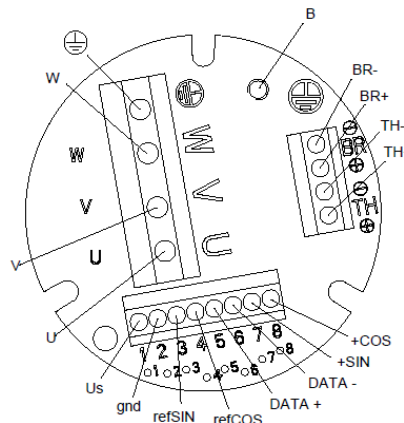 B
W
BR-
BR+
TH-
TH
BR
TH
W
V
U
W
V
U
V
U
1 2 3 4 5 6 7 8
1 2 3 4 5 6 7 8
+COS
+SIN
DATA -
DATA +
refCOS
refSIN
gnd
Us